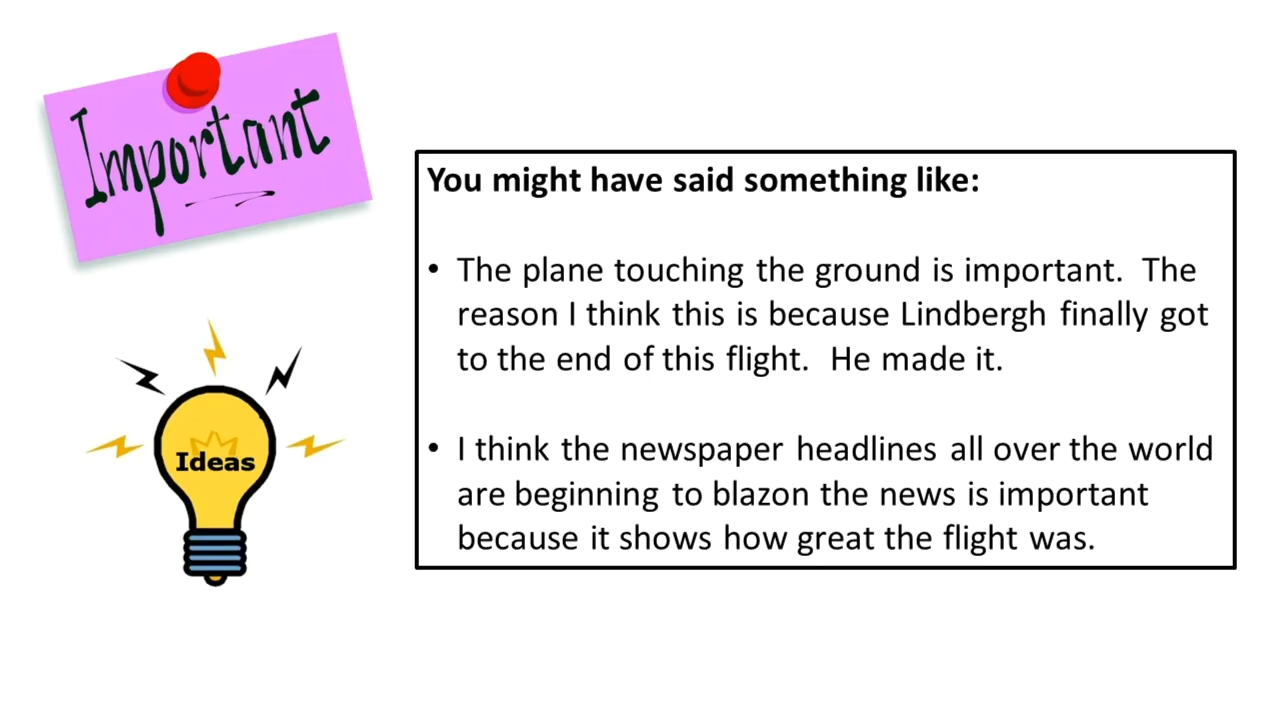 Important
Ideas
You might have said something like:
• The plane touching the ground is important. The
reason I think this is because Lindbergh finally got
to the end of this flight. He made it.
• I think the newspaper headlines all over the world
are beginning to blazon the news is important
because it shows how great the flight was.